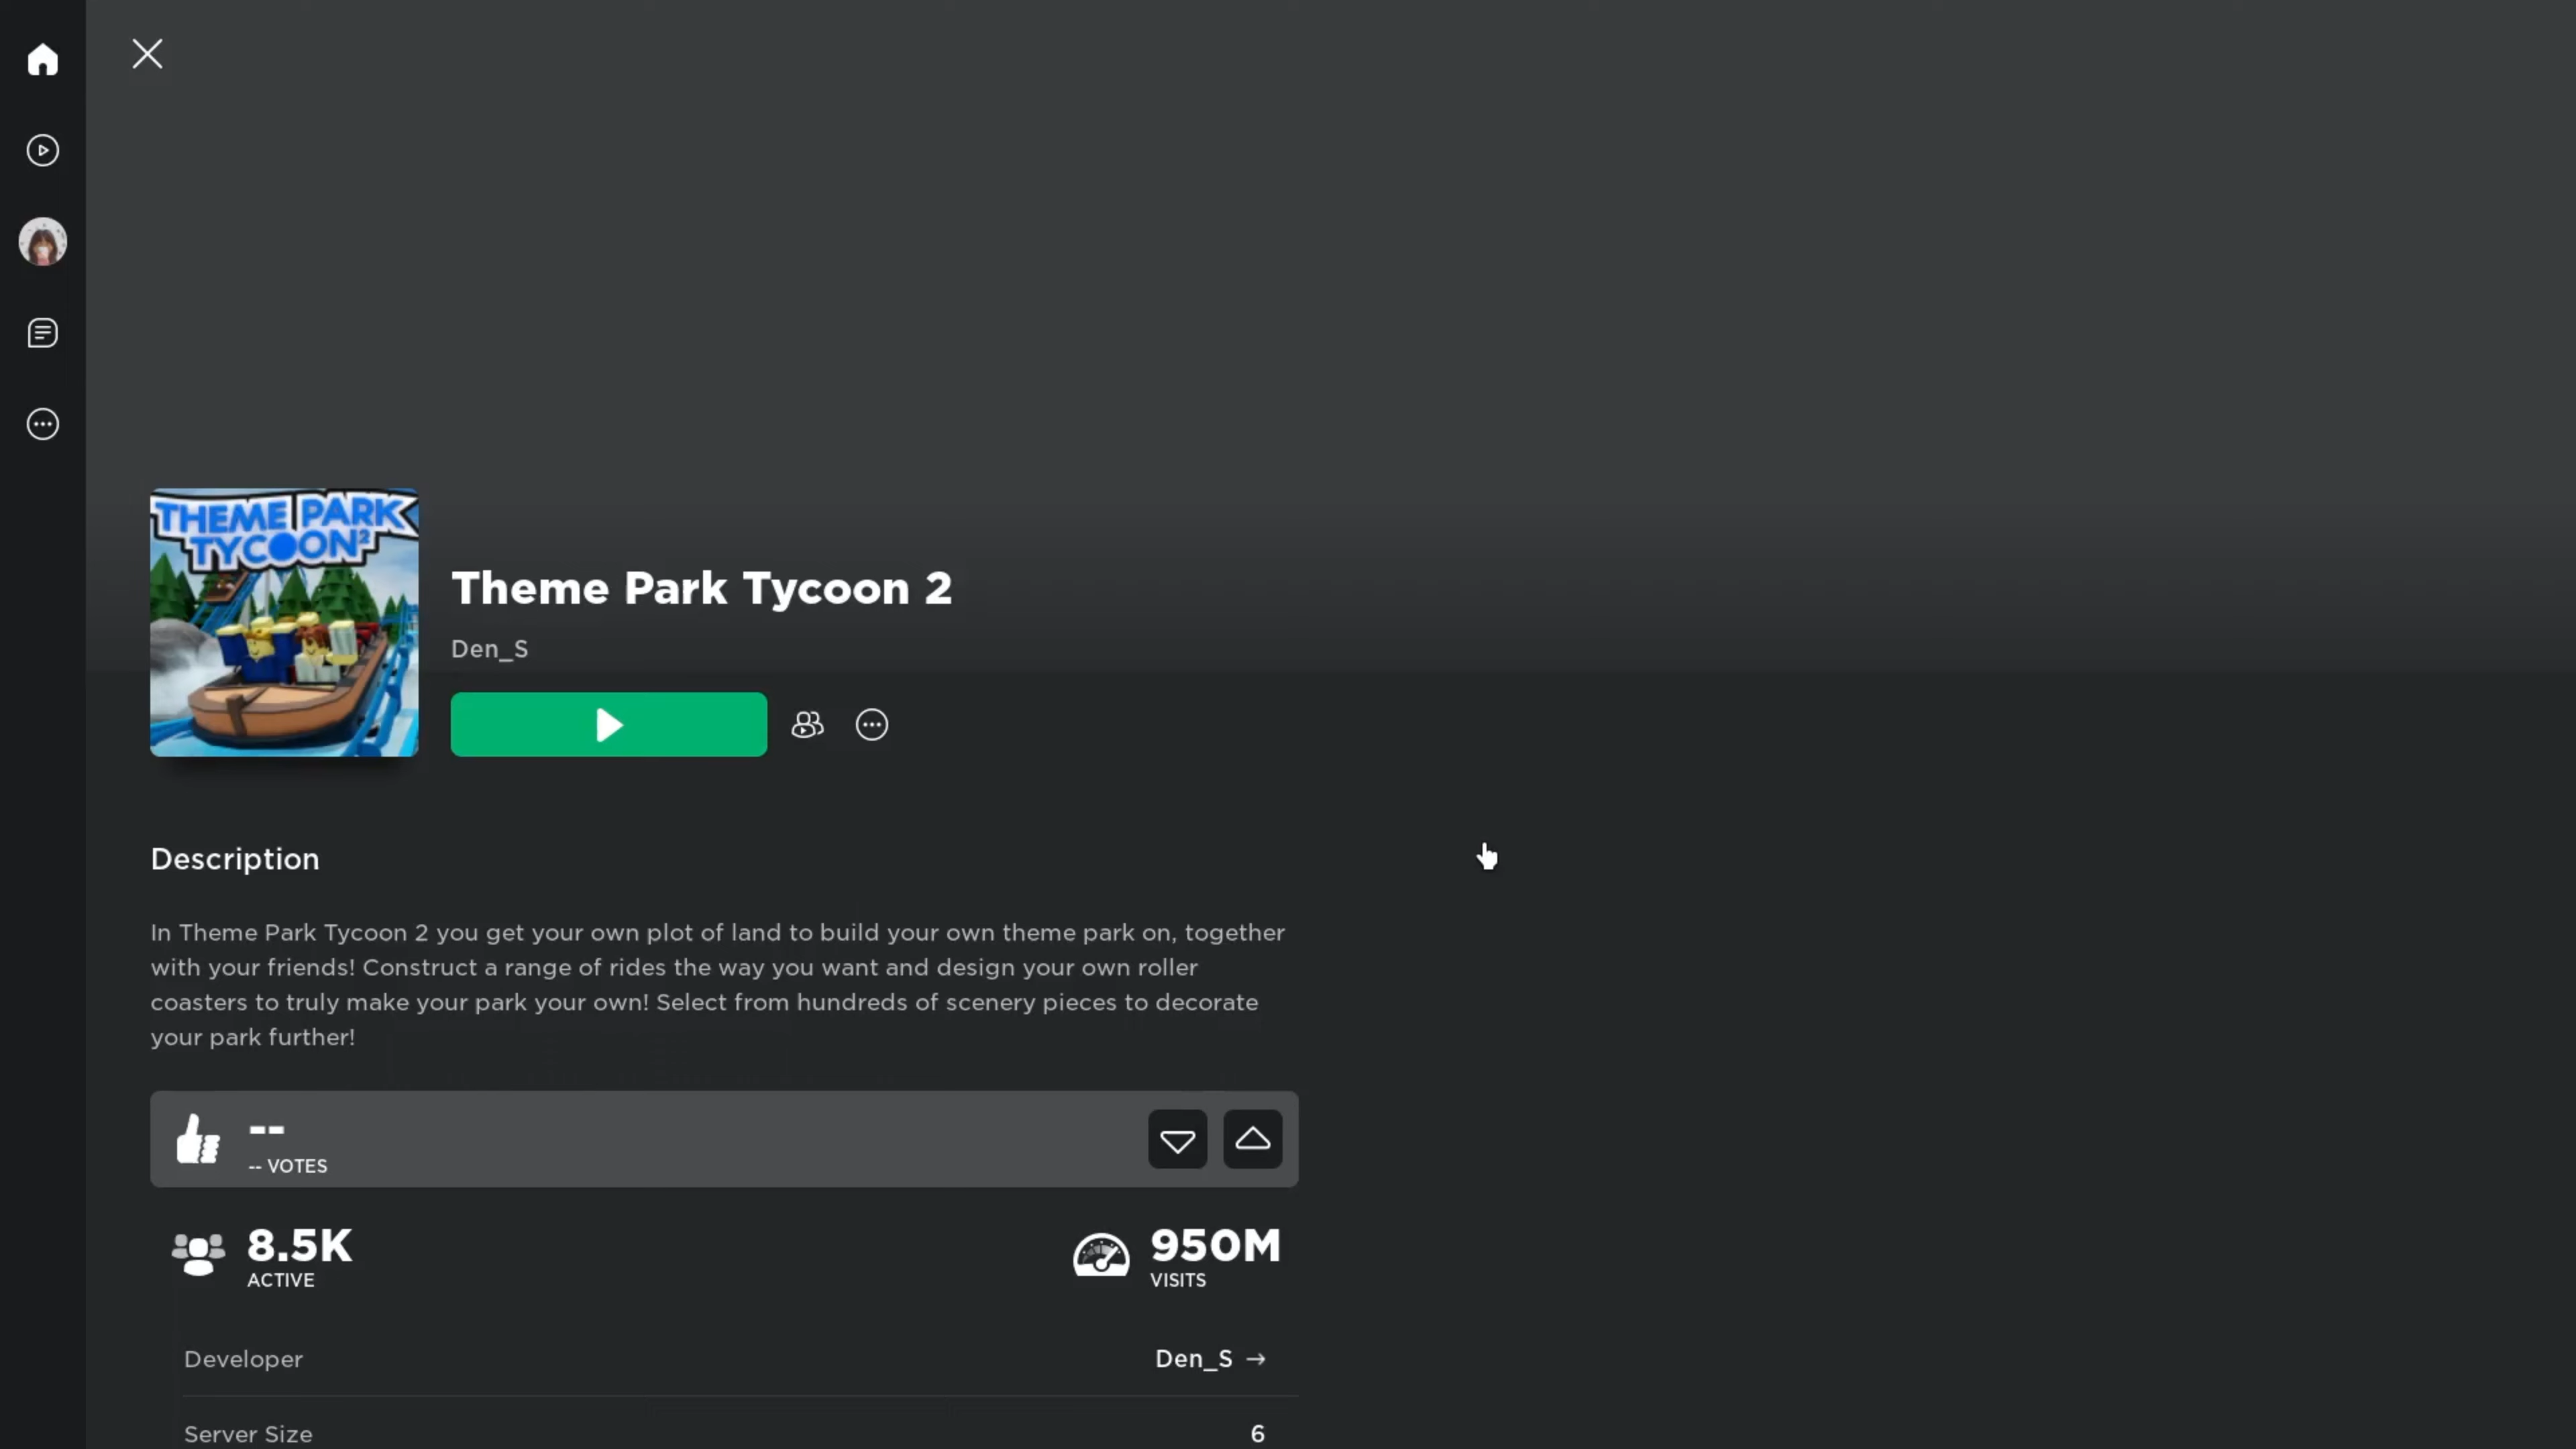 THEME PARK
TYCOON²
Theme Park Tycoon 2
Den_S
Description
In Theme Park Tycoon 2 you get your own plot of land to build your own theme park on, together
with your friends! Construct a range of rides the way you want and design your own roller
coasters to truly make your park your own! Select from hundreds of scenery pieces to decorate
your park further!
--
-- VOTES
8.5K
ACTIVE
950M
VISITS
Developer
Den_S →
Server Size
6